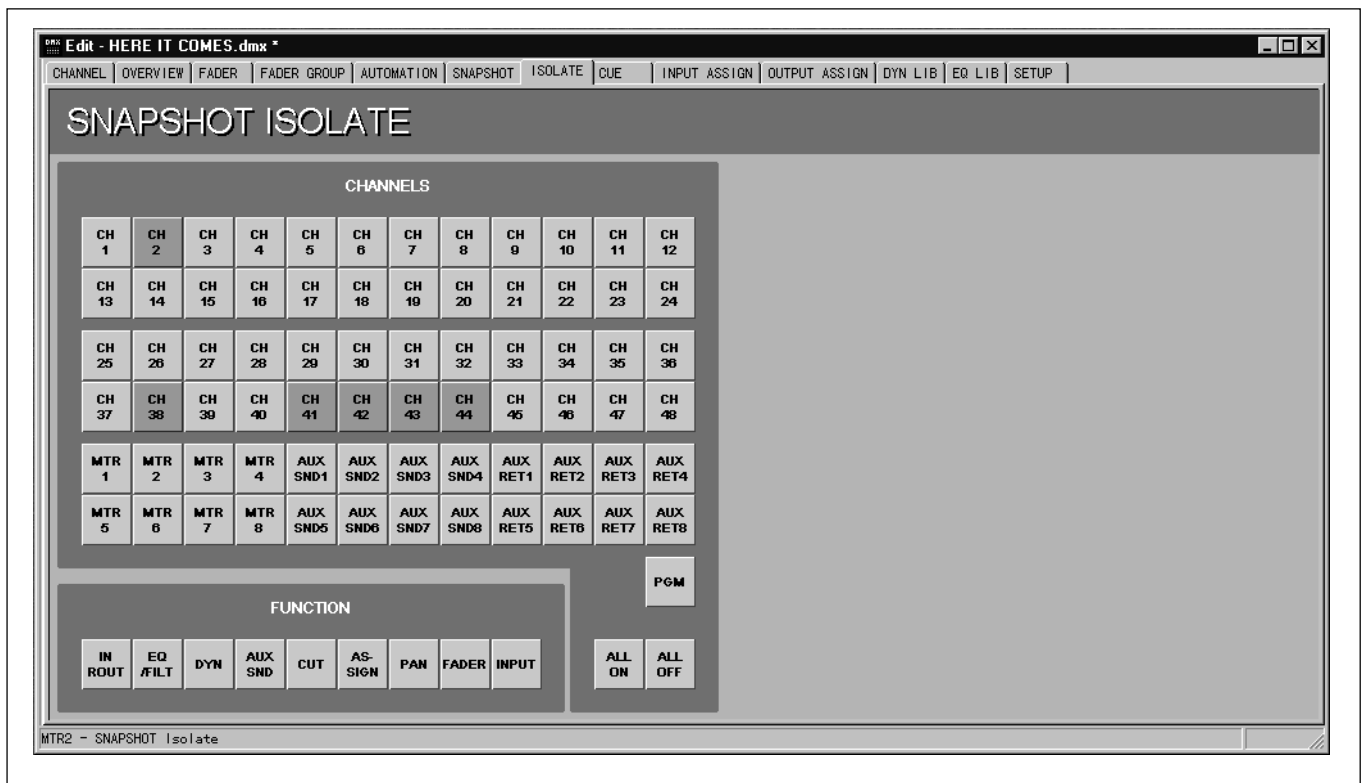 Edit - HERE IT COMES.dmx *
CHANNEL OVERVIEW FADER FADER GROUP AUTOMATION SNAPSHOT ISOLATE CUE INPUT ASSIGN OUTPUT ASSIGN DYN LIB EQ LIB SETUP
SNAPSHOT ISOLATE
CHANNELS
CH CH CH CH CH CH CH CH CH CH CH CH
1 2 3 4 5 6 7 8 9 10 11 12
CH CH CH CH CH CH CH CH CH CH CH CH
13 14 15 16 17 18 19 20 21 22 23 24
CH CH CH CH CH CH CH CH CH CH CH CH
25 26 27 28 29 30 31 32 33 34 35 36
CH CH CH CH CH CH CH CH CH CH CH CH
37 38 39 40 41 42 43 44 45 46 47 48
MTR MTR MTR MTR AUX AUX AUX AUX AUX AUX AUX AUX
1 2 3 4 SND1 SND2 SND3 SND4 RET1 RET2 RET3 RET4
MTR MTR MTR MTR AUX AUX AUX AUX AUX AUX AUX AUX
5 6 7 8 SND5 SND6 SND7 SND8 RET5 RET6 RET7 RET8
PGM
FUNCTION
IN EQ DYN AUX CUT AS- PAN FADER INPUT ALL ALL
ROUT /FILT SND SIGN ON OFF
MTR2 - SNAPSHOT Isolate